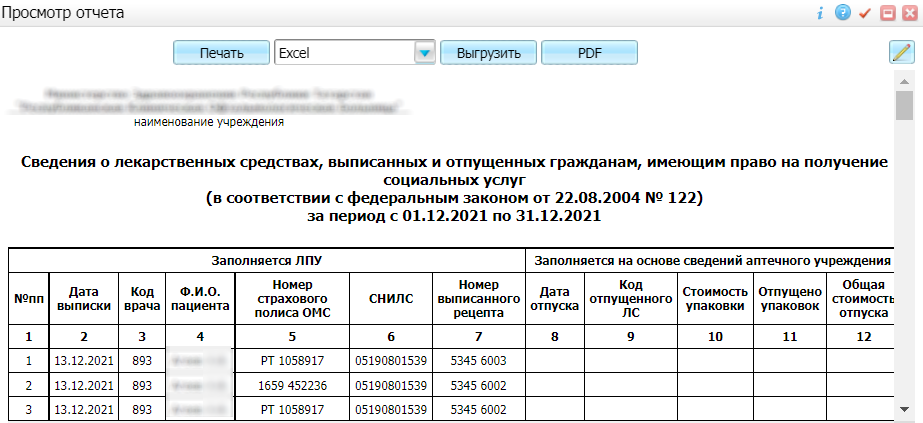 Просмотр отчета
Печать Excel Выгрузить PDF
наименование учреждения
Сведения о лекарственных средствах, выписанных и отпущенных гражданам, имеющим право на получение
социальных услуг
(в соответствии с федеральным законом от 22.08.2004 № 122)
за период с 01.12.2021 по 31.12.2021
Заполняется ЛПУ Заполняется на основе сведений аптечного учреждения
№пп Дата выписки Код врача Ф.И.О. пациента Номер страхового полиса ОМС СНИЛС Номер выписанного рецепта Дата отпуска Код отпущенного ЛС Стоимость упаковки Отпущено упаковок Общая стоимость отпуска
1 2 3 4 5 6 7 8 9 10 11 12
1 13.12.2021 893 РТ 1058917 05190801539 5345 6003
2 13.12.2021 893 1659 452236 05190801539 5345 6002
3 13.12.2021 893 РТ 1058917 05190801539 5345 6002